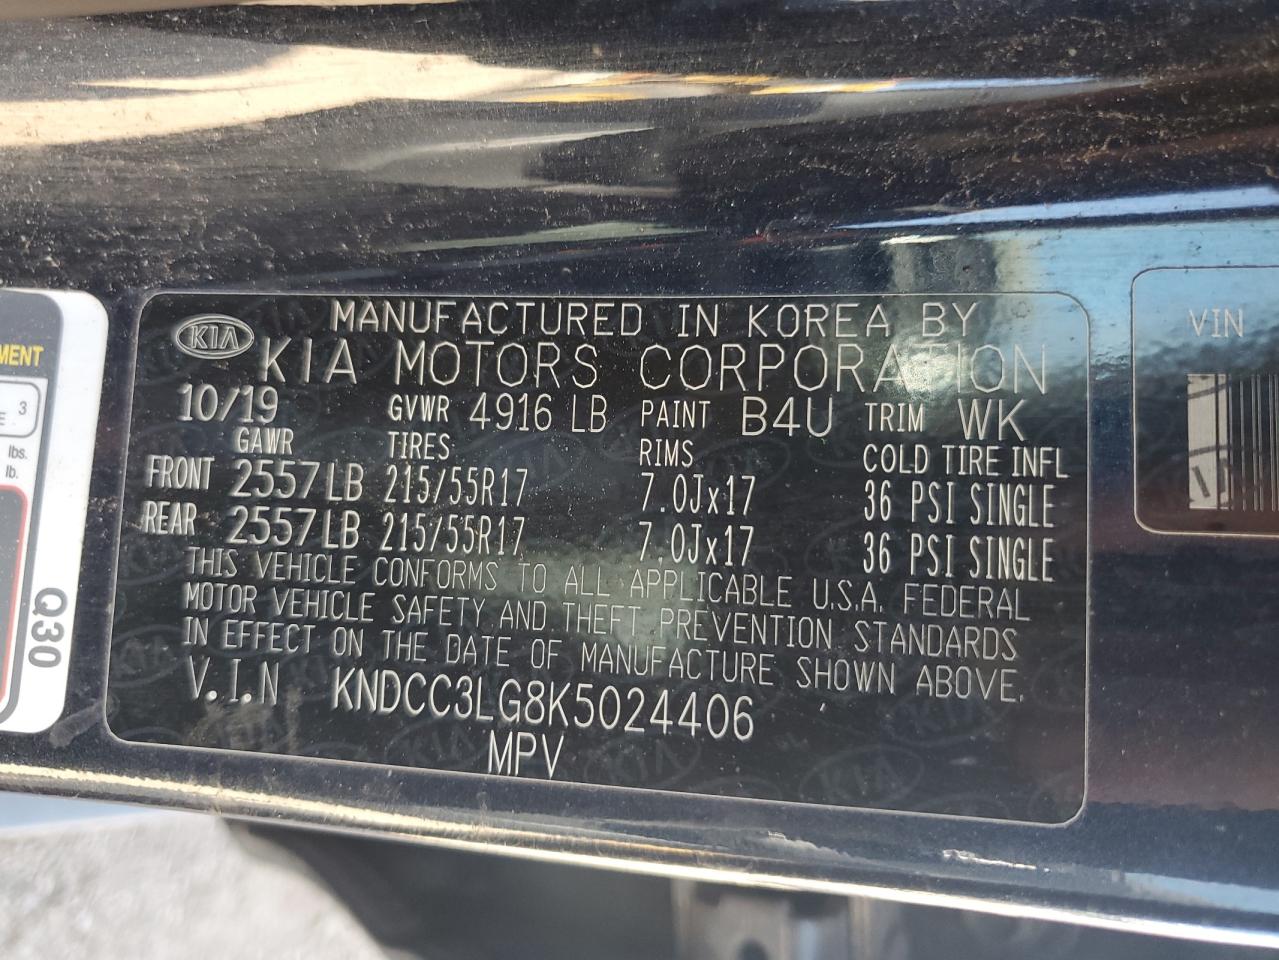 MANUFACTURED IN KOREA BY
KIA
KIA MOTORS CORPORATION
10/19 GVWR 4916 LB PAINT B4U TRIM WK
GAWR TIRES RIMS COLD TIRE INFL
FRONT 2557LB 215/55R17 7.0Jx17 36 PSI SINGLE
REAR 2557LB 215/55R17 7.0Jx17 36 PSI SINGLE
THIS VEHICLE CONFORMS TO ALL APPLICABLE U.S.A. FEDERAL
MOTOR VEHICLE SAFETY AND THEFT PREVENTION STANDARDS
IN EFFECT ON THE DATE OF MANUFACTURE SHOWN ABOVE.
V.I.N KNDCC3LG8K5024406
MPV
MENT
E 3
lbs.
lb.
Q30
VIN